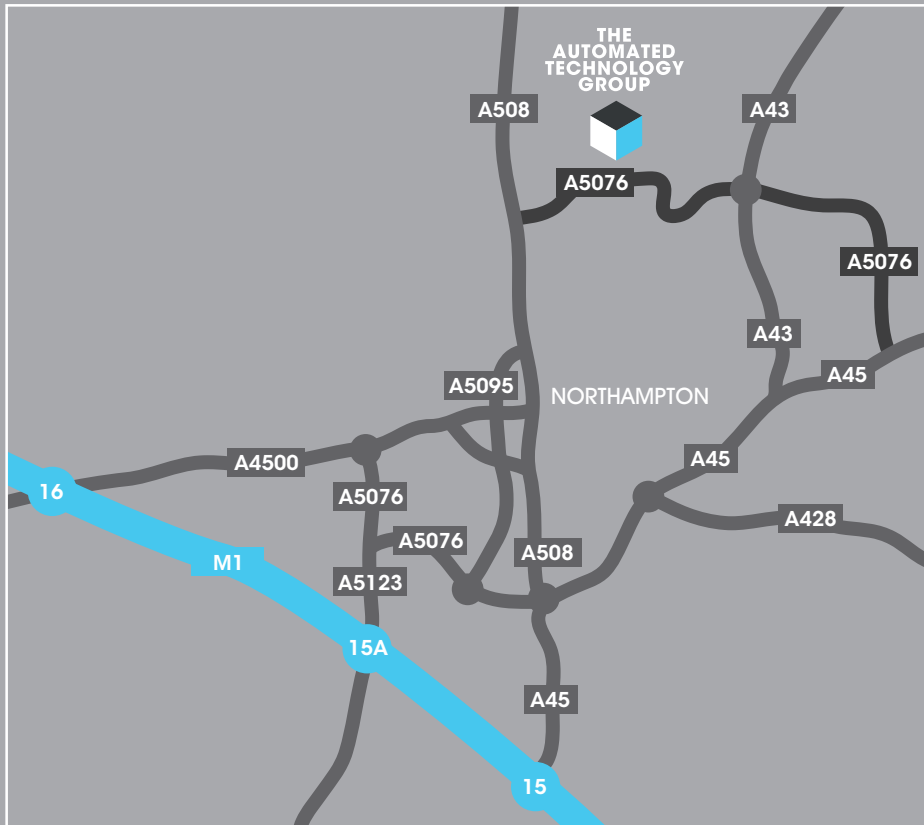 THE
AUTOMATED
TECHNOLOGY
GROUP
A508
A43
A5076
A5076
A43
A45
A5095
NORTHAMPTON
A45
A4500
16
A5076
A428
A5076
A508
M1
A5123
15A
A45
15